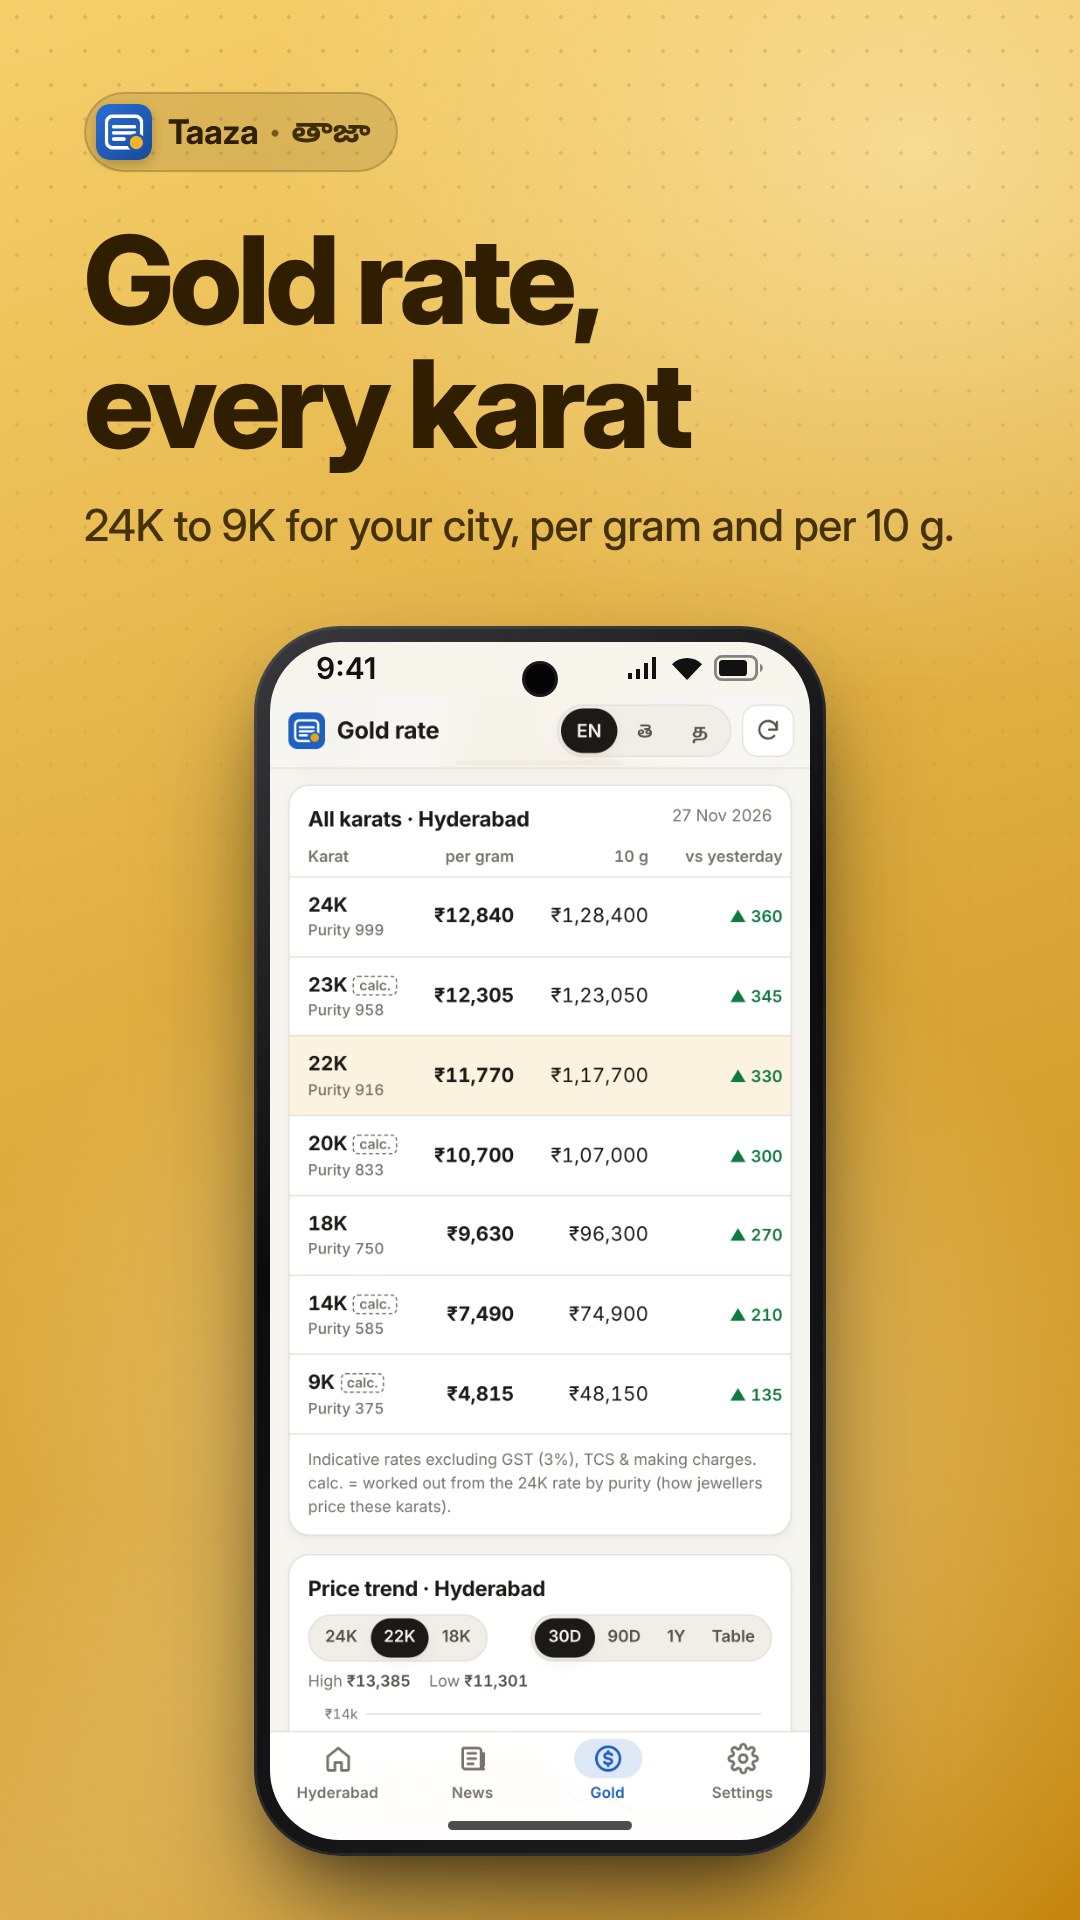 Taaza · తాజా
Gold rate,
every karat
24K to 9K for your city, per gram and per 10 g.
9:41
Gold rate
EN తె த
All karats · Hyderabad 27 Nov 2026
Karat per gram 10 g vs yesterday
24K
Purity 999
₹12,840 ₹1,28,400 ▲ 360
23K calc.
Purity 958
₹12,305 ₹1,23,050 ▲ 345
22K
Purity 916
₹11,770 ₹1,17,700 ▲ 330
20K calc.
Purity 833
₹10,700 ₹1,07,000 ▲ 300
18K
Purity 750
₹9,630 ₹96,300 ▲ 270
14K calc.
Purity 585
₹7,490 ₹74,900 ▲ 210
9K calc.
Purity 375
₹4,815 ₹48,150 ▲ 135
Indicative rates excluding GST (3%), TCS & making charges.
calc. = worked out from the 24K rate by purity (how jewellers
price these karats).
Price trend · Hyderabad
24K 22K 18K 30D 90D 1Y Table
High ₹13,385 Low ₹11,301
₹14k
Hyderabad News Gold Settings